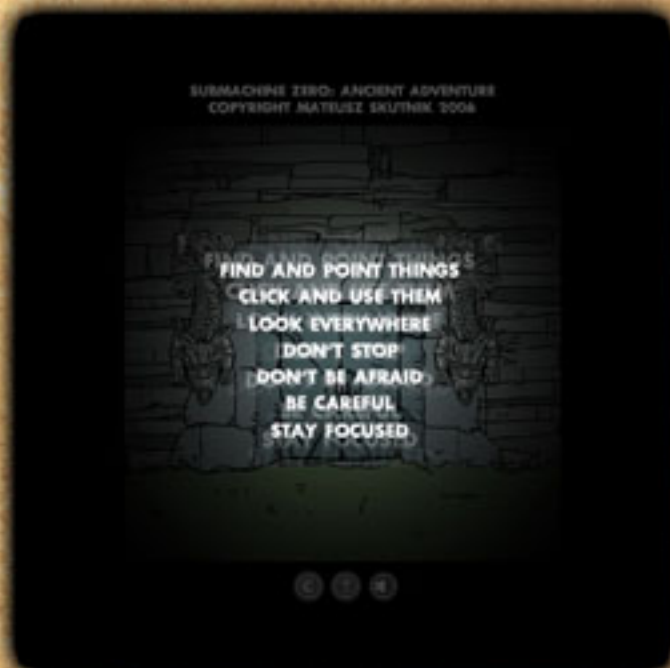 SUBMACHINE ZERO: ANCIENT ADVENTURE
COPYRIGHT MATEUSZ SKUTNIK 2006
FIND AND POINT THINGS
CLICK AND USE THEM
LOOK EVERYWHERE
DON'T STOP
DON'T BE AFRAID
BE CAREFUL
STAY FOCUSED